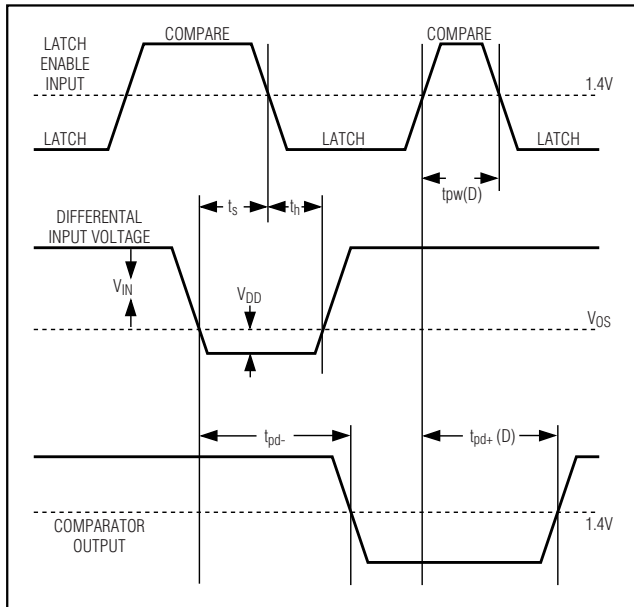 COMPARE
COMPARE
LATCH
ENABLE
INPUT
1.4V
LATCH
LATCH
LATCH
tpw(D)
ts
th
DIFFERENTAL
INPUT VOLTAGE
VIN
VDD
VOS
tpd-
tpd+ (D)
1.4V
COMPARATOR
OUTPUT